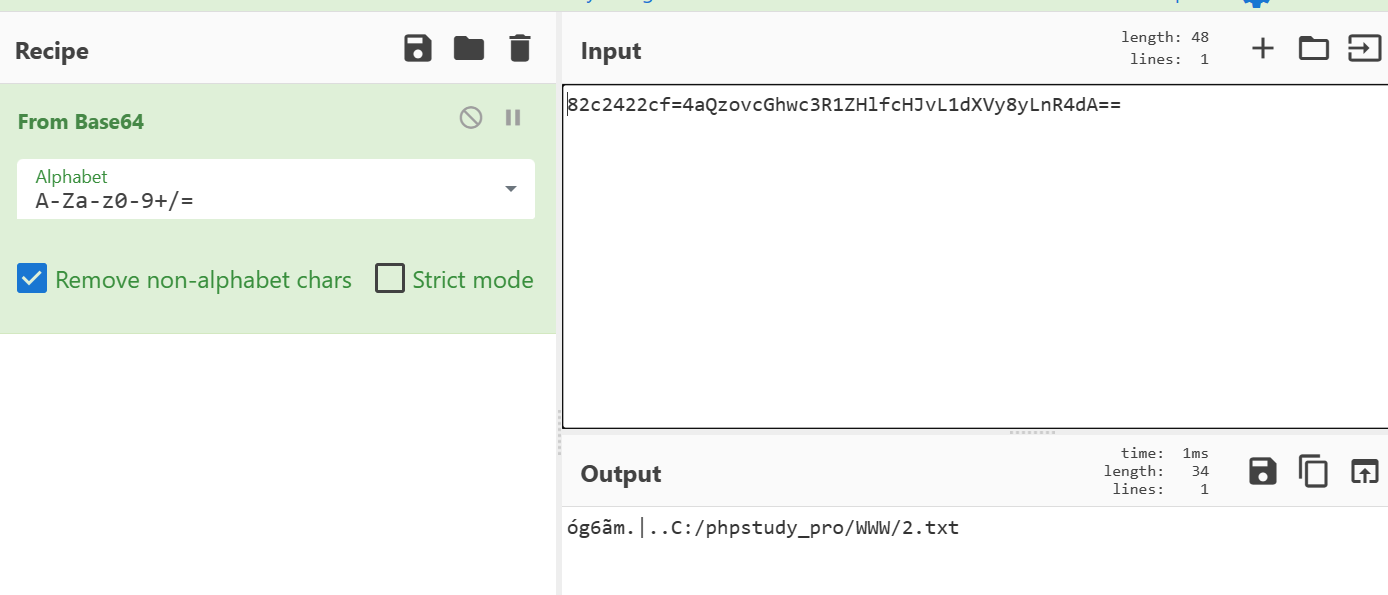 Recipe
From Base64
Alphabet
A-Za-z0-9+/=
Remove non-alphabet chars
Strict mode
Input
length: 48
lines: 1
82c2422cf=4aQzovcGhwc3R1ZHlfcHJvL1dXVy8yLnR4dA==
Output
time: 1ms
length: 34
lines: 1
óg6ãm.|..C:/phpstudy_pro/WWW/2.txt